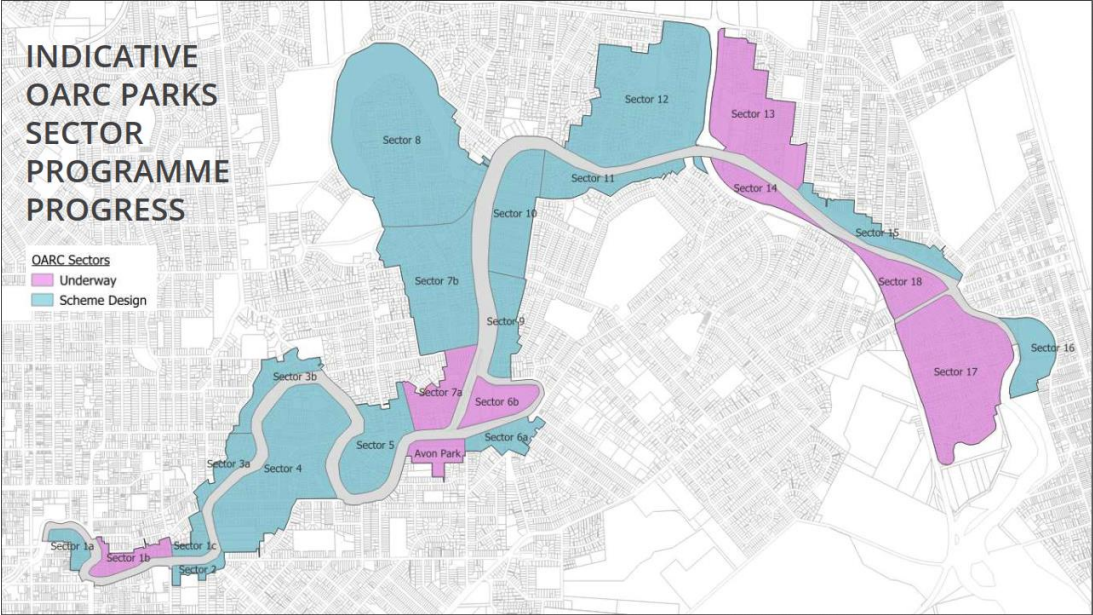 INDICATIVE
OARC PARKS
SECTOR
PROGRAMME
PROGRESS
OARC Sectors
Underway
Scheme Design
Sector 12
Sector 13
Sector 8
Sector 11
Sector 14
Sector 10
Sector 15
Sector 7b
Sector 18
Sector 9
Sector 16
Sector 17
Sector 3b
Sector 7a
Sector 6b
Sector 6a
Sector 5
Avon Park
Sector 3a
Sector 4
Sector 1a
Sector 1c
Sector 1b
Sector 2